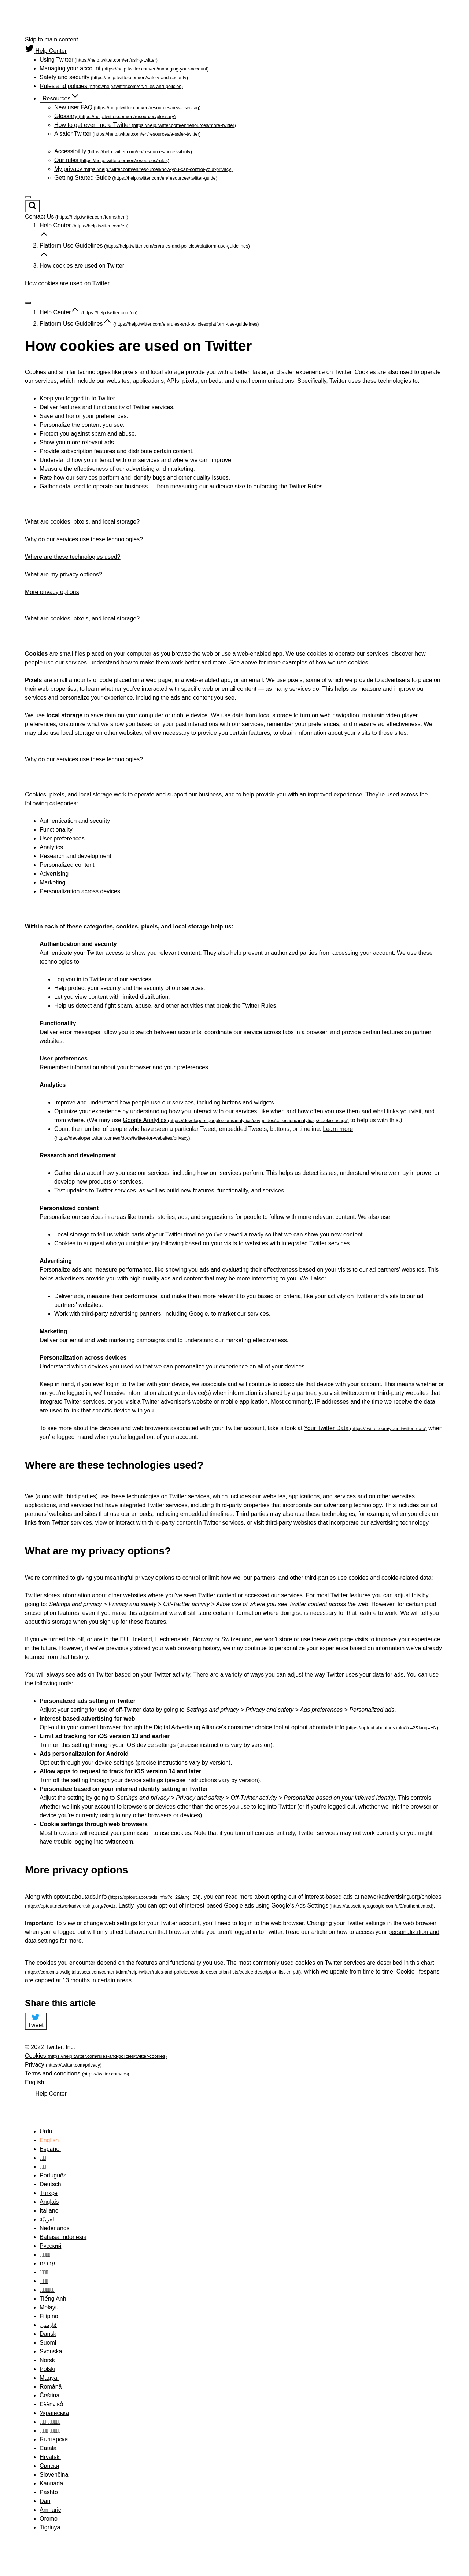 Skip to main content
Help Center
Using Twitter (https://help.twitter.com/en/using-twitter)
Managing your account (https://help.twitter.com/en/managing-your-account)
Safety and security (https://help.twitter.com/en/safety-and-security)
Rules and policies (https://help.twitter.com/en/rules-and-policies)
Resources
New user FAQ (https://help.twitter.com/en/resources/new-user-faq)
Glossary (https://help.twitter.com/en/resources/glossary)
How to get even more Twitter (https://help.twitter.com/en/resources/more-twitter)
A safer Twitter (https://help.twitter.com/en/resources/a-safer-twitter)
Accessibility (https://help.twitter.com/en/resources/accessibility)
Our rules (https://help.twitter.com/en/resources/rules)
My privacy (https://help.twitter.com/en/resources/how-you-can-control-your-privacy)
Getting Started Guide (https://help.twitter.com/en/resources/twitter-guide)
Contact Us (https://help.twitter.com/forms.html)
1. Help Center (https://help.twitter.com/en)
2. Platform Use Guidelines (https://help.twitter.com/en/rules-and-policies#platform-use-guidelines)
3. How cookies are used on Twitter
How cookies are used on Twitter
1. Help Center (https://help.twitter.com/en)
2. Platform Use Guidelines (https://help.twitter.com/en/rules-and-policies#platform-use-guidelines)
How cookies are used on Twitter
Cookies and similar technologies like pixels and local storage provide you with a better, faster, and safer experience on Twitter. Cookies are also used to operate
our services, which include our websites, applications, APIs, pixels, embeds, and email communications. Specifically, Twitter uses these technologies to:
Keep you logged in to Twitter.
Deliver features and functionality of Twitter services.
Save and honor your preferences.
Personalize the content you see.
Protect you against spam and abuse.
Show you more relevant ads.
Provide subscription features and distribute certain content.
Understand how you interact with our services and where we can improve.
Measure the effectiveness of our advertising and marketing.
Rate how our services perform and identify bugs and other quality issues.
Gather data used to operate our business — from measuring our audience size to enforcing the Twitter Rules.
What are cookies, pixels, and local storage?
Why do our services use these technologies?
Where are these technologies used?
What are my privacy options?
More privacy options
What are cookies, pixels, and local storage?
Cookies are small files placed on your computer as you browse the web or use a web-enabled app. We use cookies to operate our services, discover how
people use our services, understand how to make them work better and more. See above for more examples of how we use cookies.
Pixels are small amounts of code placed on a web page, in a web-enabled app, or an email. We use pixels, some of which we provide to advertisers to place on
their web properties, to learn whether you've interacted with specific web or email content — as many services do. This helps us measure and improve our
services and personalize your experience, including the ads and content you see.
We use local storage to save data on your computer or mobile device. We use data from local storage to turn on web navigation, maintain video player
preferences, customize what we show you based on your past interactions with our services, remember your preferences, and measure ad effectiveness. We
may also use local storage on other websites, where necessary to provide you certain features, to obtain information about your visits to those sites.
Why do our services use these technologies?
Cookies, pixels, and local storage work to operate and support our business, and to help provide you with an improved experience. They're used across the
following categories:
Authentication and security
Functionality
User preferences
Analytics
Research and development
Personalized content
Advertising
Marketing
Personalization across devices
Within each of these categories, cookies, pixels, and local storage help us:
Authentication and security
Authenticate your Twitter access to show you relevant content. They also help prevent unauthorized parties from accessing your account. We use these
technologies to:
Log you in to Twitter and our services.
Help protect your security and the security of our services.
Let you view content with limited distribution.
Help us detect and fight spam, abuse, and other activities that break the Twitter Rules.
Functionality
Deliver error messages, allow you to switch between accounts, coordinate our service across tabs in a browser, and provide certain features on partner
websites.
User preferences
Remember information about your browser and your preferences.
Analytics
Improve and understand how people use our services, including buttons and widgets.
Optimize your experience by understanding how you interact with our services, like when and how often you use them and what links you visit, and
from where. (We may use Google Analytics (https://developers.google.com/analytics/devguides/collection/analyticsjs/cookie-usage) to help us with this.)
Count the number of people who have seen a particular Tweet, embedded Tweets, buttons, or timeline. Learn more
(https://developer.twitter.com/en/docs/twitter-for-websites/privacy).
Research and development
Gather data about how you use our services, including how our services perform. This helps us detect issues, understand where we may improve, or
develop new products or services.
Test updates to Twitter services, as well as build new features, functionality, and services.
Personalized content
Personalize our services in areas like trends, stories, ads, and suggestions for people to follow with more relevant content. We also use:
Local storage to tell us which parts of your Twitter timeline you've viewed already so that we can show you new content.
Cookies to suggest who you might enjoy following based on your visits to websites with integrated Twitter services.
Advertising
Personalize ads and measure performance, like showing you ads and evaluating their effectiveness based on your visits to our ad partners' websites. This
helps advertisers provide you with high-quality ads and content that may be more interesting to you. We'll also:
Deliver ads, measure their performance, and make them more relevant to you based on criteria, like your activity on Twitter and visits to our ad
partners' websites.
Work with third-party advertising partners, including Google, to market our services.
Marketing
Deliver our email and web marketing campaigns and to understand our marketing effectiveness.
Personalization across devices
Understand which devices you used so that we can personalize your experience on all of your devices.
Keep in mind, if you ever log in to Twitter with your device, we associate and will continue to associate that device with your account. This means whether or
not you're logged in, we'll receive information about your device(s) when information is shared by a partner, you visit twitter.com or third-party websites that
integrate Twitter services, or you visit a Twitter advertiser's website or mobile application. Most commonly, IP addresses and the time we receive the data,
are used to link that specific device with you.
To see more about the devices and web browsers associated with your Twitter account, take a look at Your Twitter Data (https://twitter.com/your_twitter_data) when
you're logged in and when you're logged out of your account.
Where are these technologies used?
We (along with third parties) use these technologies on Twitter services, which includes our websites, applications, and services and on other websites,
applications, and services that have integrated Twitter services, including third-party properties that incorporate our advertising technology. This includes our ad
partners' websites and sites that use our embeds, including embedded timelines. Third parties may also use these technologies, for example, when you click on
links from Twitter services, view or interact with third-party content in Twitter services, or visit third-party websites that incorporate our advertising technology.
What are my privacy options?
We're committed to giving you meaningful privacy options to control or limit how we, our partners, and other third-parties use cookies and cookie-related data:
Twitter stores information about other websites where you've seen Twitter content or accessed our services. For most Twitter features you can adjust this by
going to: Settings and privacy > Privacy and safety > Off-Twitter activity > Allow use of where you see Twitter content across the web. However, for certain paid
subscription features, even if you make this adjustment we will still store certain information where doing so is necessary for that feature to work. We will tell you
about this storage when you sign up for these features.
If you've turned this off, or are in the EU, Iceland, Liechtenstein, Norway or Switzerland, we won't store or use these web page visits to improve your experience
in the future. However, if we've previously stored your web browsing history, we may continue to personalize your experience based on information we've already
learned from that history.
You will always see ads on Twitter based on your Twitter activity. There are a variety of ways you can adjust the way Twitter uses your data for ads. You can use
the following tools:
Personalized ads setting in Twitter
Adjust your setting for use of off-Twitter data by going to Settings and privacy > Privacy and safety > Ads preferences > Personalized ads.
Interest-based advertising for web
Opt-out in your current browser through the Digital Advertising Alliance's consumer choice tool at optout.aboutads.info (https://optout.aboutads.info/?c=2&lang=EN).
Limit ad tracking for iOS version 13 and earlier
Turn on this setting through your iOS device settings (precise instructions vary by version).
Ads personalization for Android
Opt out through your device settings (precise instructions vary by version).
Allow apps to request to track for iOS version 14 and later
Turn off the setting through your device settings (precise instructions vary by version).
Personalize based on your inferred identity setting in Twitter
Adjust the setting by going to Settings and privacy > Privacy and safety > Off-Twitter activity > Personalize based on your inferred identity. This controls
whether we link your account to browsers or devices other than the ones you use to log into Twitter (or if you're logged out, whether we link the browser or
device you're currently using to any other browsers or devices).
Cookie settings through web browsers
Most browsers will request your permission to use cookies. Note that if you turn off cookies entirely, Twitter services may not work correctly or you might
have trouble logging into twitter.com.
More privacy options
Along with optout.aboutads.info (https://optout.aboutads.info/?c=2&lang=EN), you can read more about opting out of interest-based ads at networkadvertising.org/choices
(https://optout.networkadvertising.org/?c=1). Lastly, you can opt-out of interest-based Google ads using Google's Ads Settings (https://adssettings.google.com/u/0/authenticated).
Important: To view or change web settings for your Twitter account, you'll need to log in to the web browser. Changing your Twitter settings in the web browser
when you're logged out will only affect behavior on that browser while you aren't logged in to Twitter. Read our article on how to access your personalization and
data settings for more.
The cookies you encounter depend on the features and functionality you use. The most commonly used cookies on Twitter services are described in this chart
(https://cdn.cms-twdigitalassets.com/content/dam/help-twitter/rules-and-policies/cookie-description-lists/cookie-description-list-en.pdf), which we update from time to time. Cookie lifespans
are capped at 13 months in certain areas.
Share this article
Tweet
© 2022 Twitter, Inc.
Cookies (https://help.twitter.com/rules-and-policies/twitter-cookies)
Privacy (https://twitter.com/privacy)
Terms and conditions (https://twitter.com/tos)
English
Help Center
Urdu
English
Español
Português
Deutsch
Türkçe
Anglais
Italiano
العربيّة
Nederlands
Bahasa Indonesia
Русский
עברית
Tiếng Anh
Melayu
Filipino
فارسی
Dansk
Suomi
Svenska
Norsk
Polski
Magyar
Română
Čeština
Ελληνικά
Українська
Български
Català
Hrvatski
Српски
Slovenčina
Kannada
Pashto
Dari
Amharic
Oromo
Tigrinya